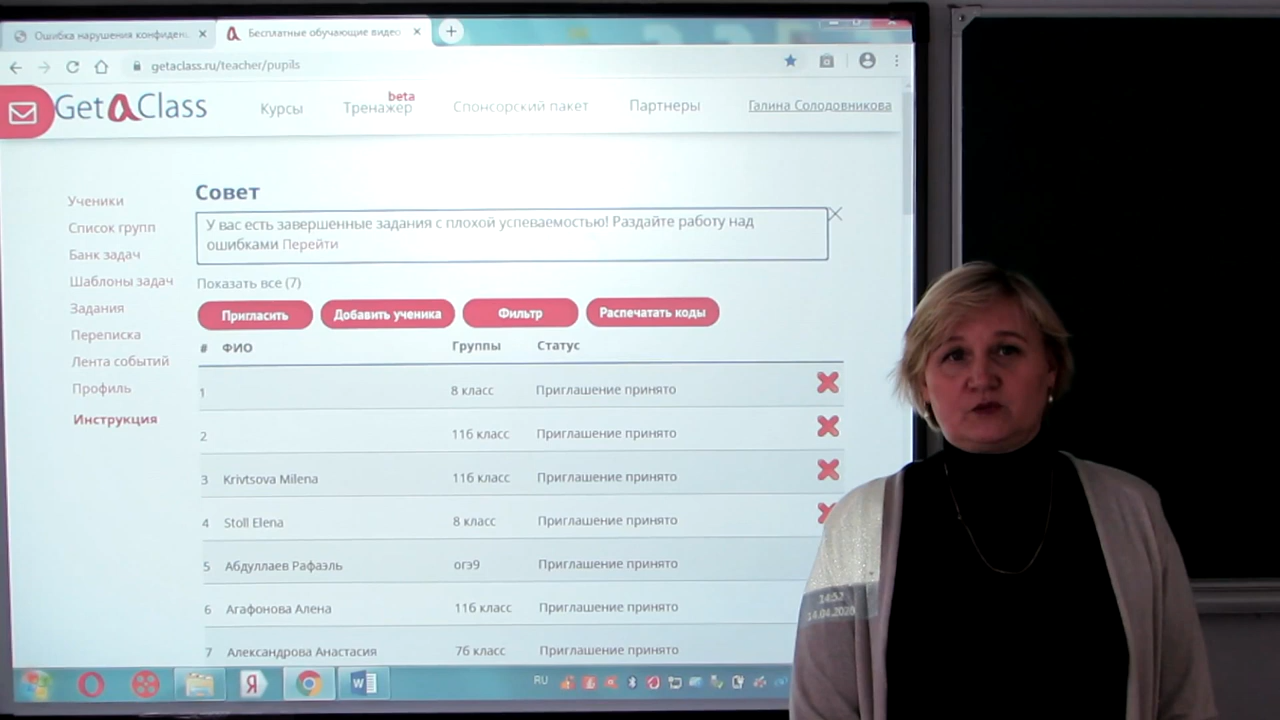 Ошибка нарушения конфиден
Бесплатные обучающие видео
getaclass.ru/teacher/pupils
GetAClass
Курсы
beta
Тренажер
Спонсорский пакет
Партнеры
Галина Солодовникова
Ученики
Список групп
Банк задач
Шаблоны задач
Задания
Переписка
Лента событий
Профиль
Инструкция
Совет
У вас есть завершенные задания с плохой успеваемостью! Раздайте работу над
ошибками Перейти
Показать все (7)
Пригласить
Добавить ученика
Фильтр
Распечатать коды
# ФИО Группы Статус
1 8 класс Приглашение принято
2 11б класс Приглашение принято
3 Krivtsova Milena 11б класс Приглашение принято
4 Stoll Elena 8 класс Приглашение принято
5 Абдуллаев Рафаэль огэ9 Приглашение принято
6 Агафонова Алена 11б класс Приглашение принято
7 Александрова Анастасия 7б класс Приглашение принято
RU
14:52
14.04.2020